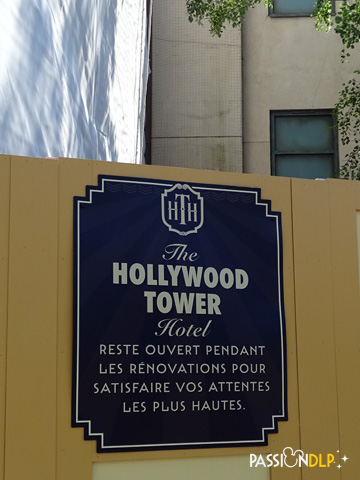 HTH
The
HOLLYWOOD
TOWER
Hotel
RESTE OUVERT PENDANT
LES RÉNOVATIONS POUR
SATISFAIRE VOS ATTENTES
LES PLUS HAUTES.
PASSIONDLP